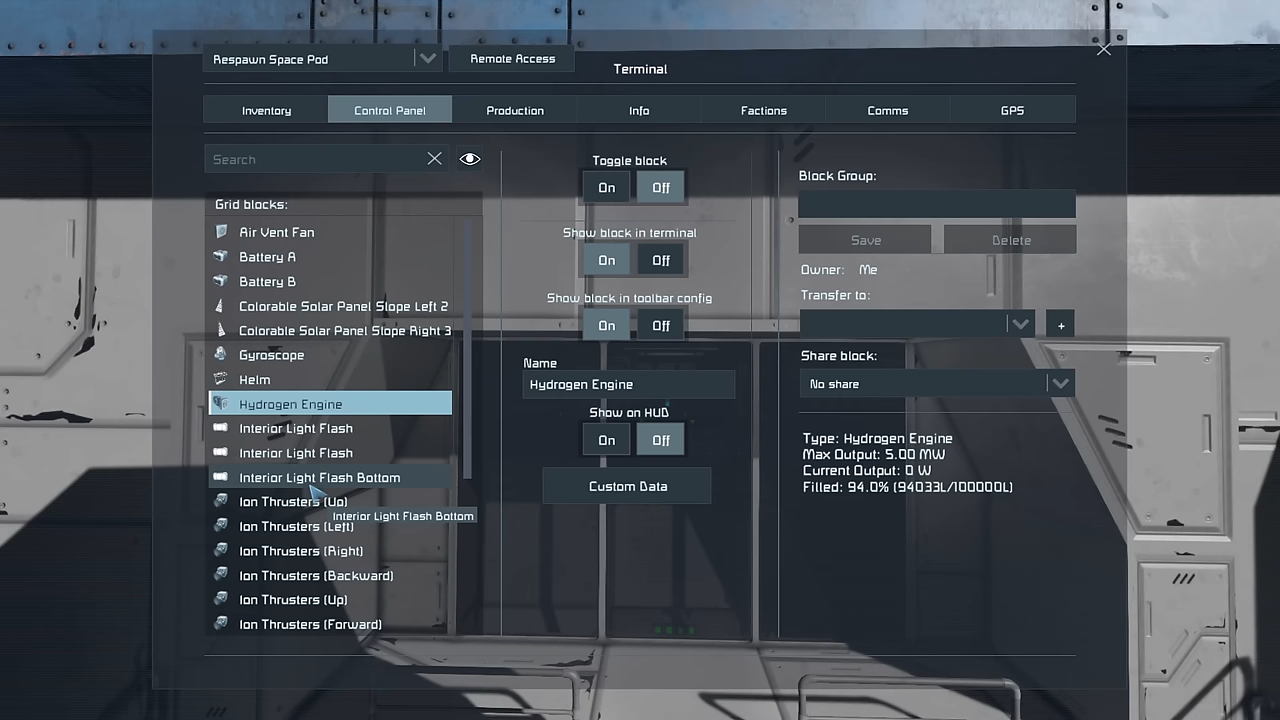 Respawn Space Pod
Remote Access
Terminal
Inventory
Control Panel
Production
Info
Factions
Comms
GPS
Search
Grid blocks:
Air Vent Fan
Battery A
Battery B
Colorable Solar Panel Slope Left 2
Colorable Solar Panel Slope Right 3
Gyroscope
Helm
Hydrogen Engine
Interior Light Flash
Interior Light Flash
Interior Light Flash Bottom
Ion Thrusters (Up)
Interior Light Flash Bottom
Ion Thrusters (Left)
Ion Thrusters (Right)
Ion Thrusters (Backward)
Ion Thrusters (Up)
Ion Thrusters (Forward)
Toggle block
On Off
Show block in terminal
On Off
Show block in toolbar config
On Off
Name
Hydrogen Engine
Show on HUD
On Off
Custom Data
Block Group:
Save Delete
Owner: Me
Transfer to:
+
Share block:
No share
Type: Hydrogen Engine
Max Output: 5.00 MW
Current Output: 0 W
Filled: 94.0% (94033L/100000L)